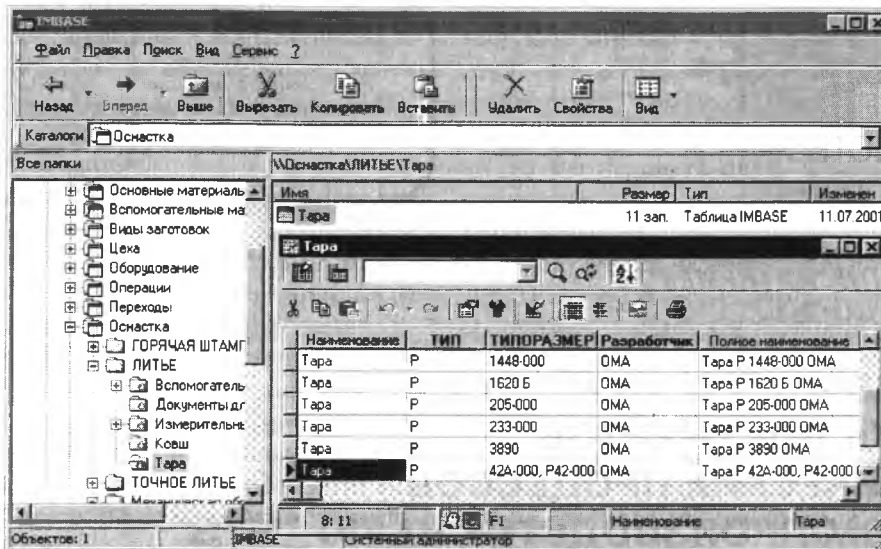 IMBASE
Файл Правка Поиск Вид Сервис ?
Назад Вперед Выше Вырезать Копировать Вставить Удалить Свойства Вид
Каталоги Оснастка
Все папки \\Оснастка\ЛИТЬЕ\Тара
Имя Размер Тип Изменен
Тара 11 зап. Таблица IMBASE 11.07.2001
Основные материаль
Вспомогательные ма
Виды заготовок
Цеха
Оборудование
Операции
Переходы
Оснастка
ГОРЯЧАЯ ШТАМП
ЛИТЬЕ
Вспомогатель
Документы дл
Измерительнь
Ковш
Тара
ТОЧНОЕ ЛИТЬЕ
Механическая обр
Тара
Наименование ТИП ТИПОРАЗМЕР Разработчик Полное наименование
Тара Р 1448-000 ОМА Тара Р 1448-000 ОМА
Тара Р 1620 Б ОМА Тара Р 1620 Б ОМА
Тара Р 205-000 ОМА Тара Р 205-000 ОМА
Тара Р 233-000 ОМА Тара Р 233-000 ОМА
Тара Р 3890 ОМА Тара Р 3890 ОМА
Тара Р 42А-000, Р42-000 ОМА Тара Р 42А-000, Р42-000
8: 11 F1 Наименование Тара
Объектов: 1 IMBASE Системный администратор